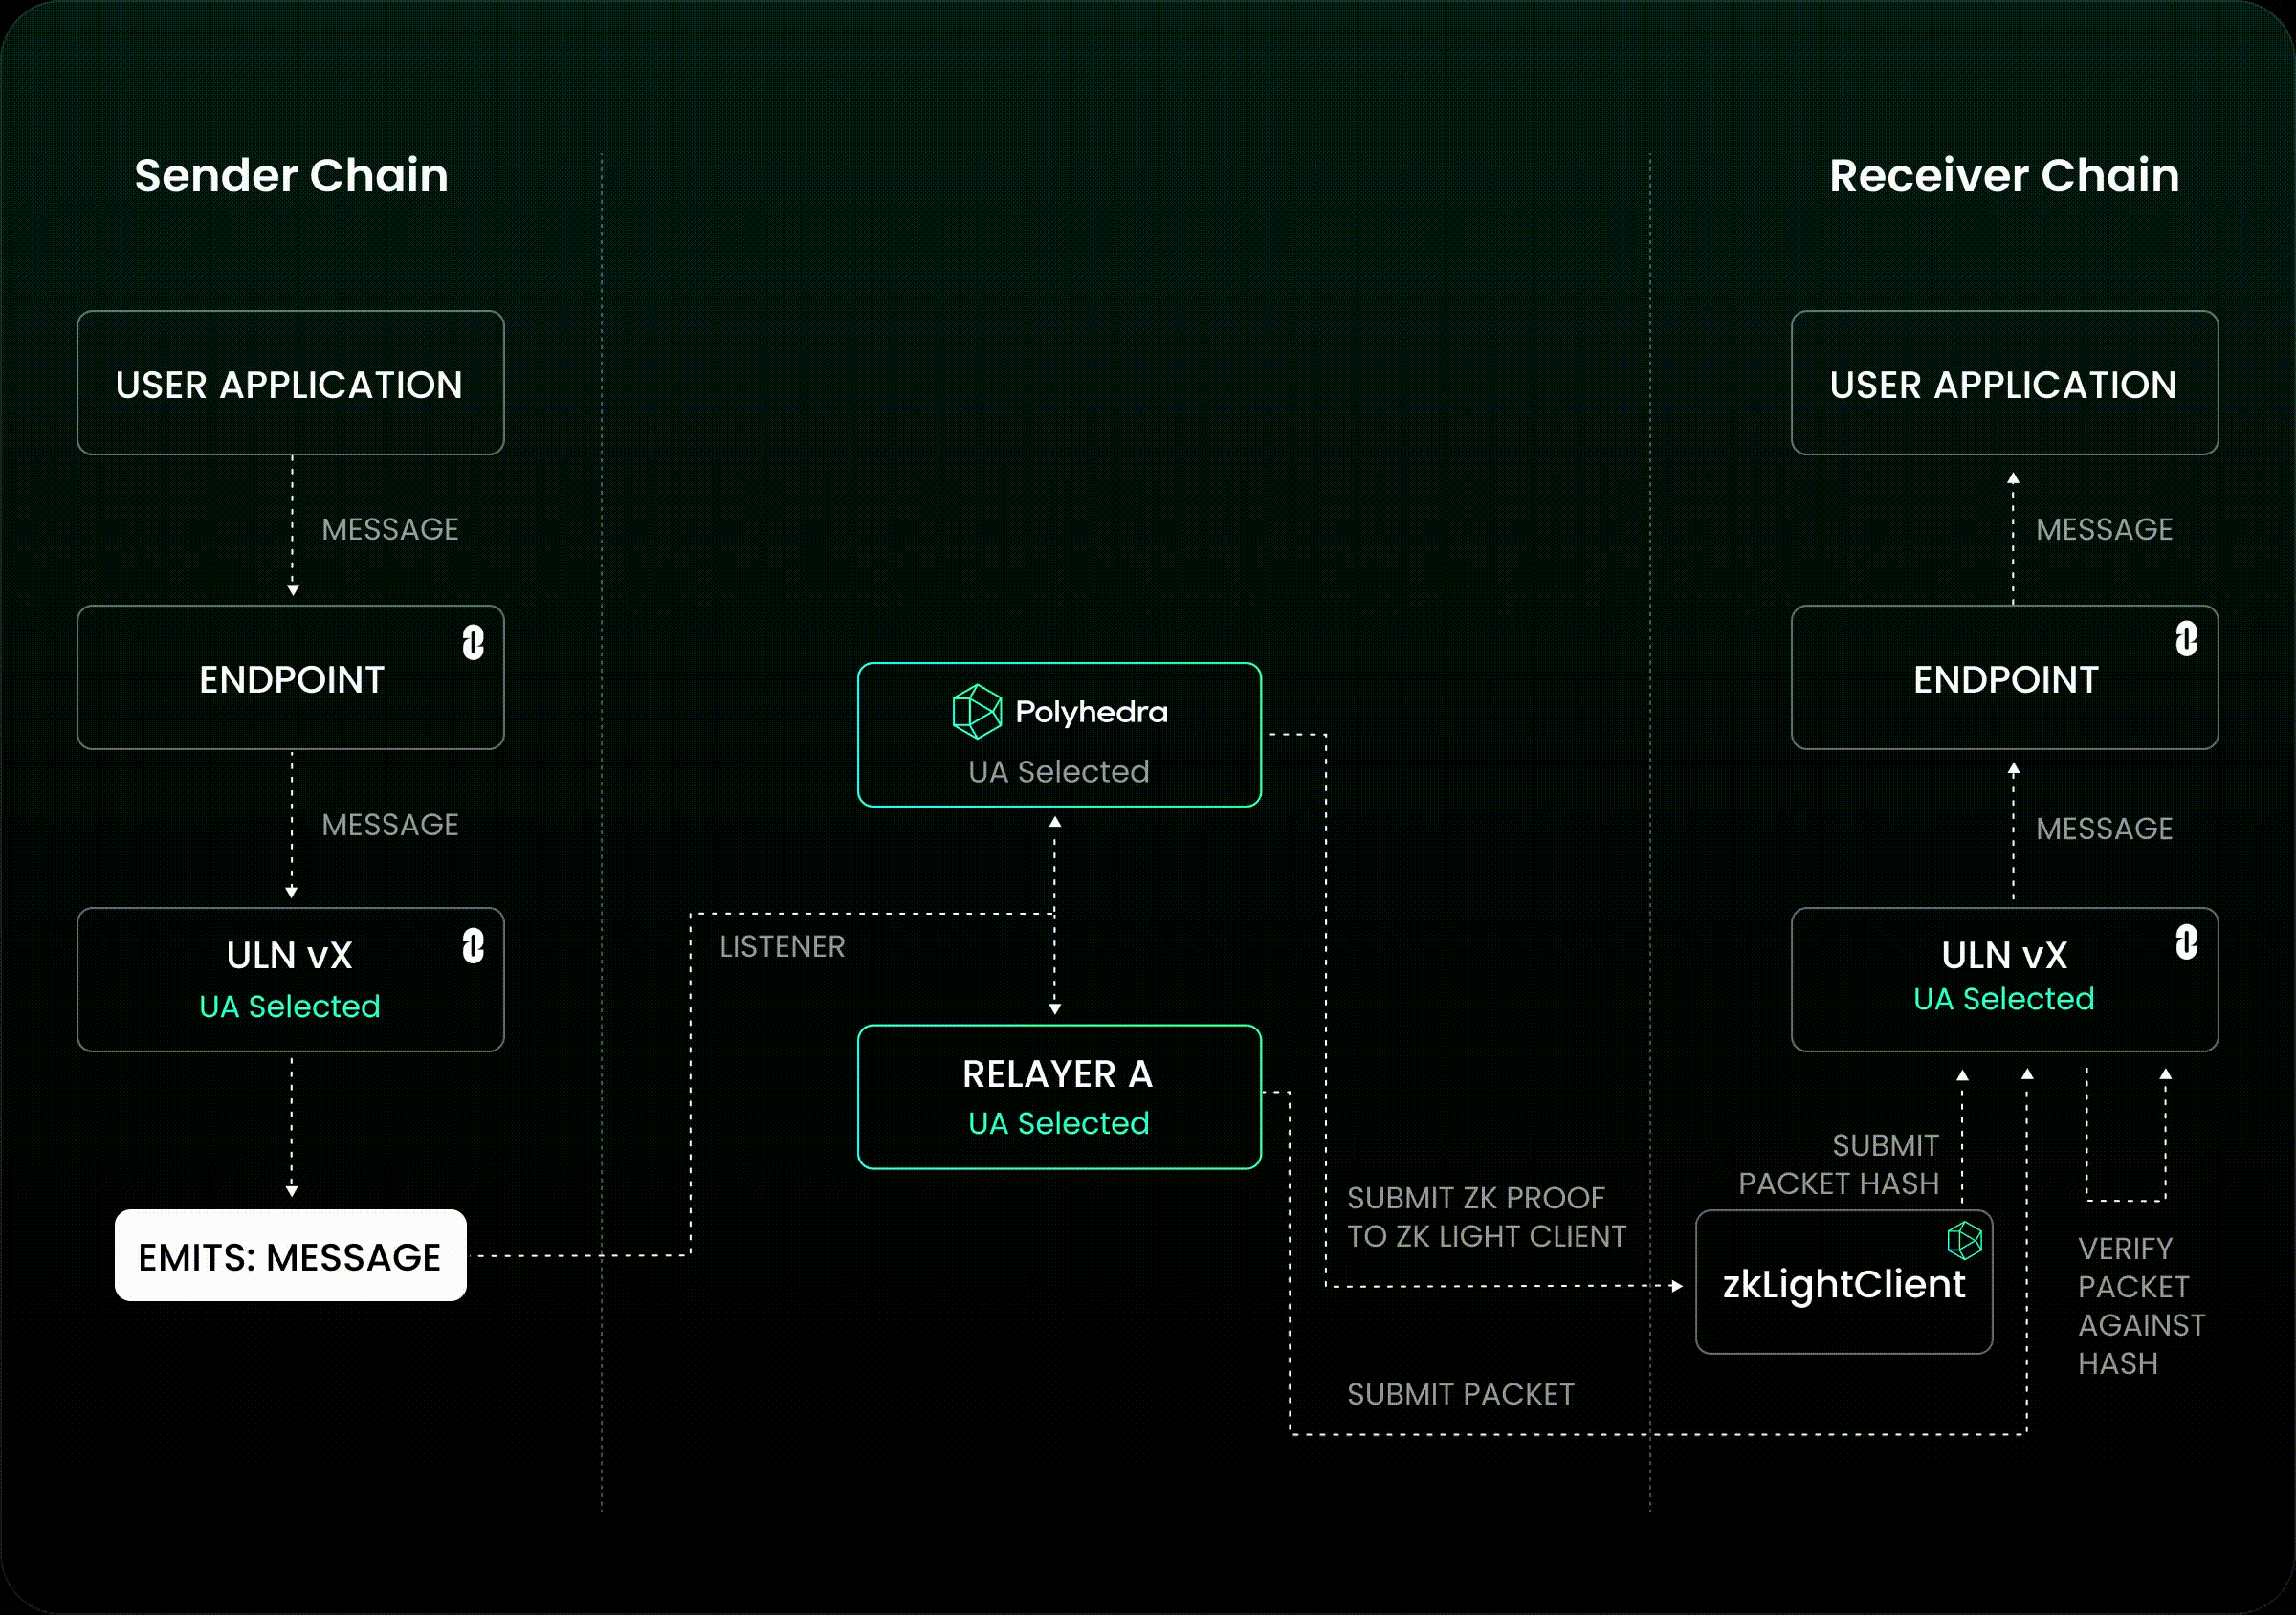 Sender Chain
USER APPLICATION
MESSAGE
ENDPOINT
MESSAGE
ULN vX
UA Selected
EMITS: MESSAGE
LISTENER
Polyhedra
UA Selected
RELAYER A
UA Selected
SUBMIT ZK PROOF
TO ZK LIGHT CLIENT
SUBMIT PACKET
Receiver Chain
USER APPLICATION
MESSAGE
ENDPOINT
MESSAGE
ULN vX
UA Selected
SUBMIT
PACKET HASH
zkLightClient
VERIFY
PACKET
AGAINST
HASH